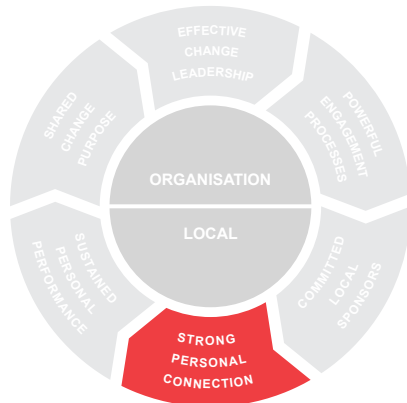 EFFECTIVE
CHANGE
LEADERSHIP
POWERFUL
ENGAGEMENT
PROCESSES
COMMITTED
LOCAL
SPONSORS
STRONG
PERSONAL
CONNECTION
SUSTAINED
PERSONAL
PERFORMANCE
SHARED
CHANGE
PURPOSE
ORGANISATION
LOCAL